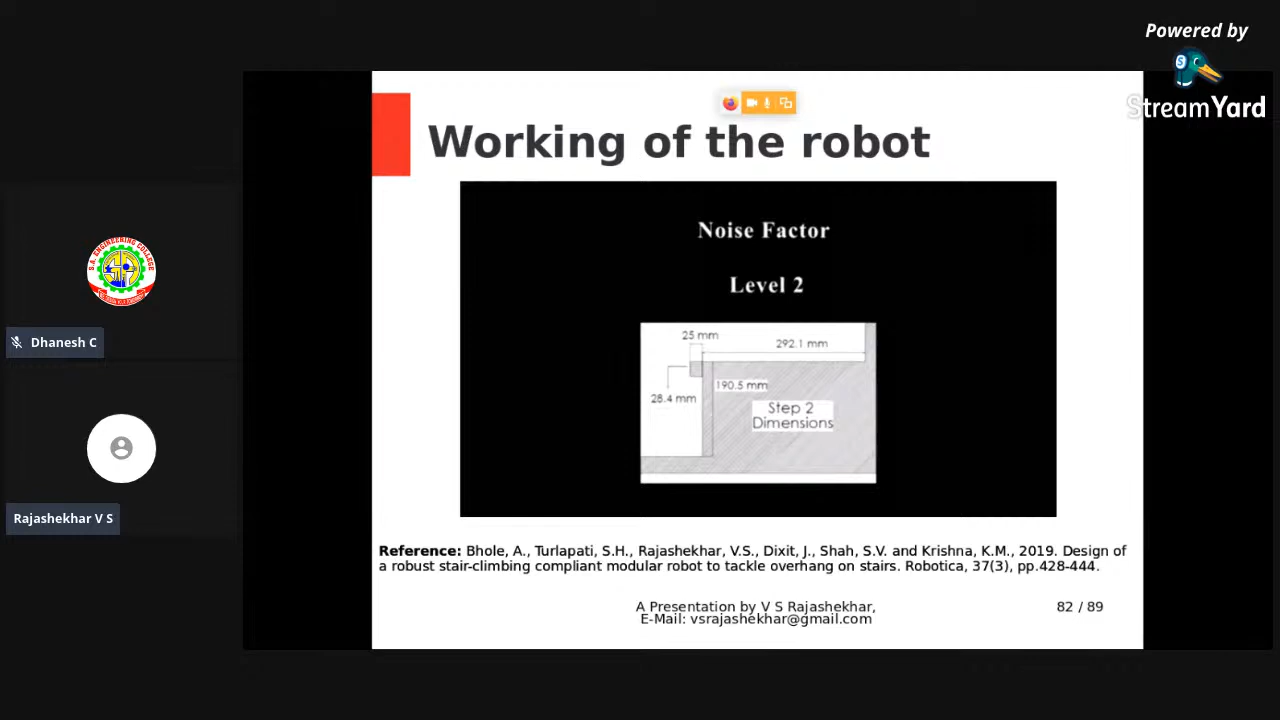 Powered by
StreamYard
Working of the robot
Noise Factor
Level 2
25 mm
292.1 mm
190.5 mm
28.4 mm
Step 2
Dimensions
S.A. ENGINEERING COLLEGE
Dhanesh C
Rajashekhar V S
Reference: Bhole, A., Turlapati, S.H., Rajashekhar, V.S., Dixit, J., Shah, S.V. and Krishna, K.M., 2019. Design of
a robust stair-climbing compliant modular robot to tackle overhang on stairs. Robotica, 37(3), pp.428-444.
A Presentation by V S Rajashekhar,
E-Mail: vsrajashekhar@gmail.com
82 / 89